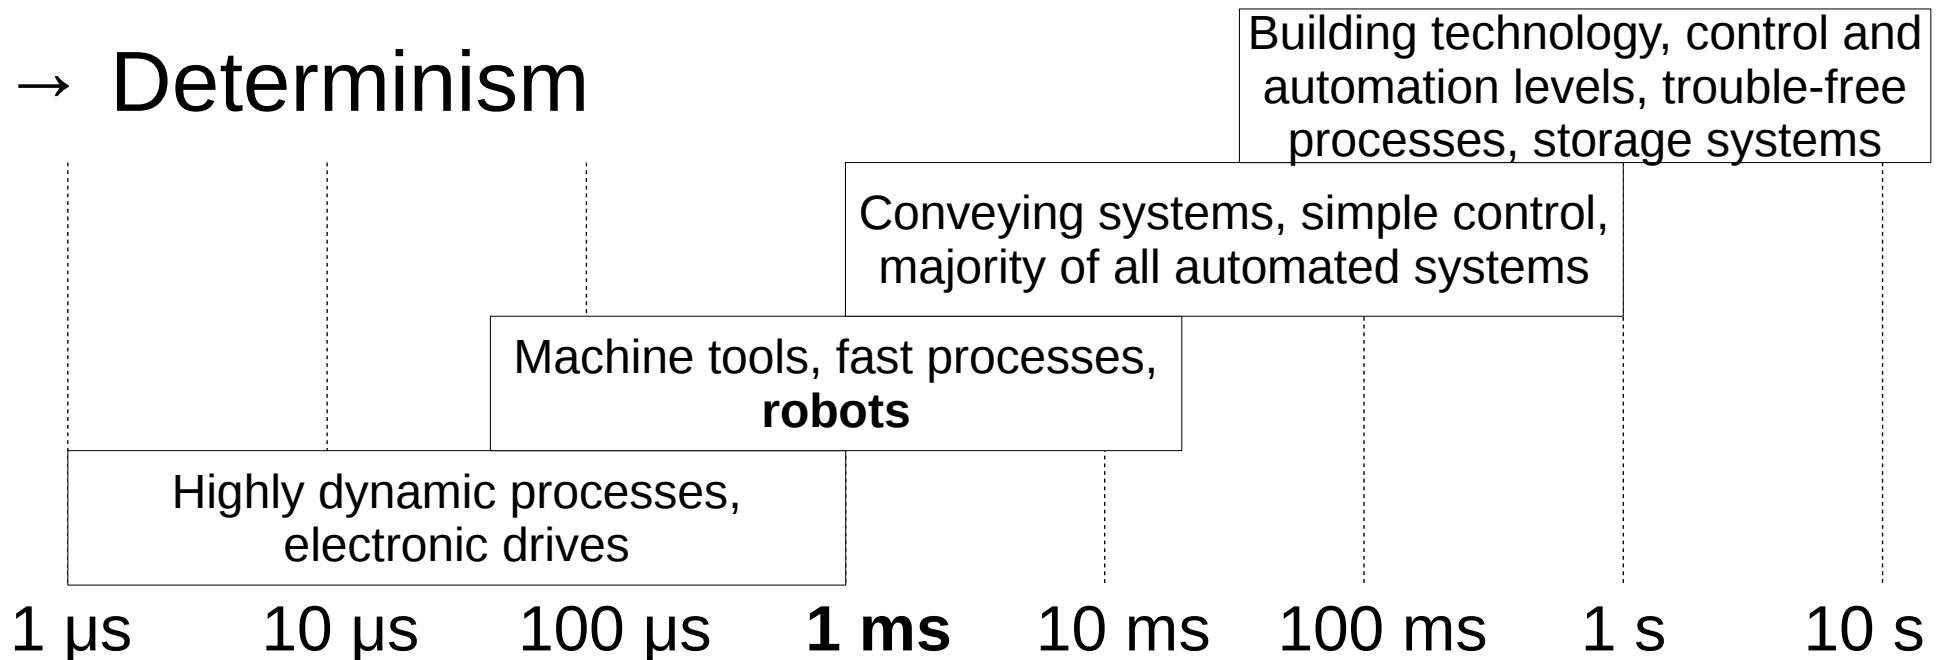 → Determinism
Building technology, control and
automation levels, trouble-free
processes, storage systems
Conveying systems, simple control,
majority of all automated systems
Machine tools, fast processes,
robots
Highly dynamic processes,
electronic drives
1 μs 10 μs 100 μs 1 ms 10 ms 100 ms 1 s 10 s